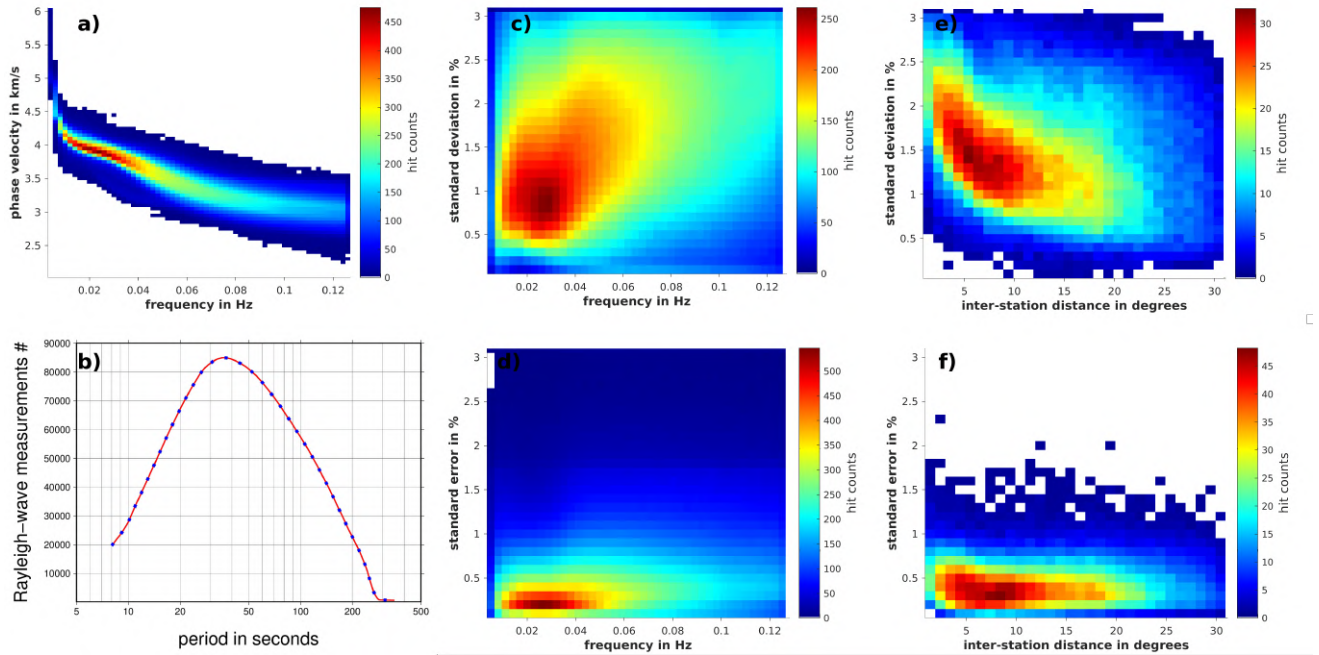 a)
phase velocity in km/s
6
5.5
5
4.5
4
3.5
3
2.5
0.02 0.04 0.06 0.08 0.1 0.12
frequency in Hz
450
400
350
300
250
200
150
100
50
0
hit counts
c)
standard deviation in %
3
2.5
2
1.5
1
0.5
0.02 0.04 0.06 0.08 0.1 0.12
frequency in Hz
250
200
150
100
50
0
hit counts
e)
standard deviation in %
3
2.5
2
1.5
1
0.5
5 10 15 20 25 30
inter-station distance in degrees
30
25
20
15
10
5
0
hit counts
b)
Rayleigh-wave measurements #
90000
80000
70000
60000
50000
40000
30000
20000
10000
5 10 20 50 100 200 500
period in seconds
d)
standard error in %
3
2.5
2
1.5
1
0.5
0.02 0.04 0.06 0.08 0.1 0.12
frequency in Hz
500
450
400
350
300
250
200
150
100
50
0
hit counts
f)
standard error in %
3
2.5
2
1.5
1
0.5
5 10 15 20 25 30
inter-station distance in degrees
45
40
35
30
25
20
15
10
5
0
hit counts